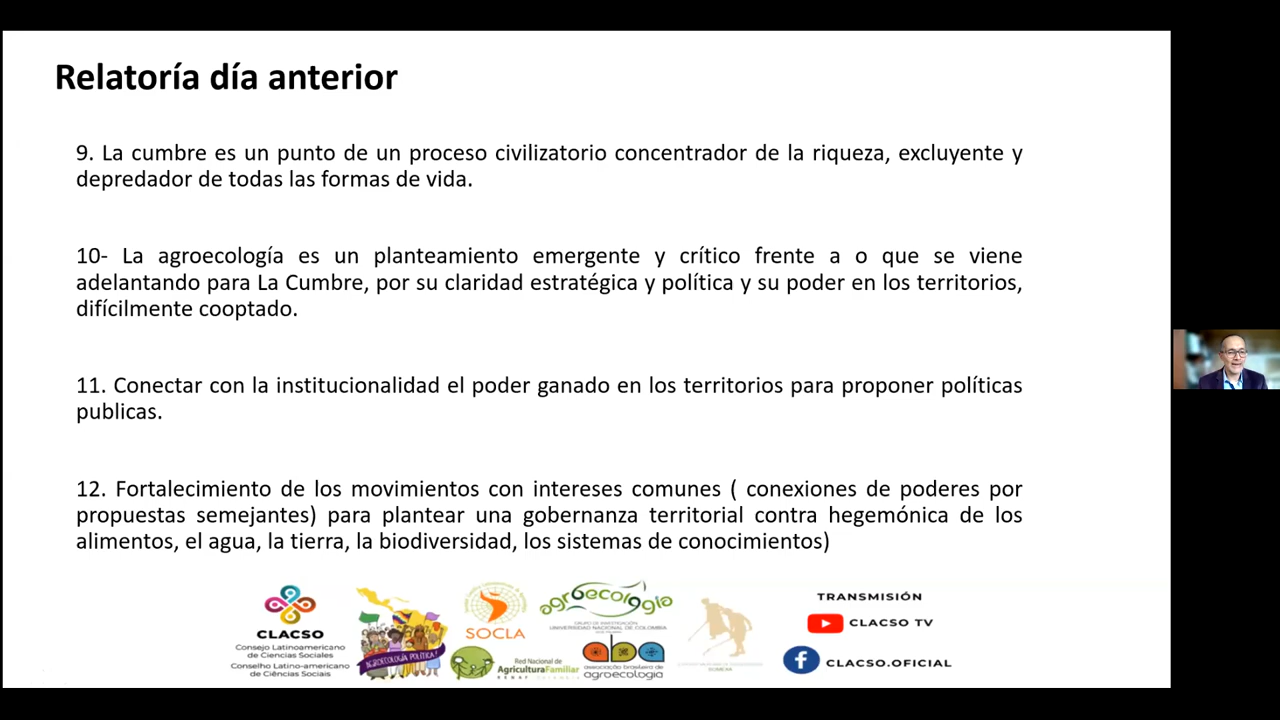 Relatoría día anterior
9. La cumbre es un punto de un proceso civilizatorio concentrador de la riqueza, excluyente y
depredador de todas las formas de vida.
10- La agroecología es un planteamiento emergente y crítico frente a o que se viene
adelantando para La Cumbre, por su claridad estratégica y política y su poder en los territorios,
difícilmente cooptado.
11. Conectar con la institucionalidad el poder ganado en los territorios para proponer políticas
publicas.
12. Fortalecimiento de los movimientos con intereses comunes ( conexiones de poderes por
propuestas semejantes) para plantear una gobernanza territorial contra hegemónica de los
alimentos, el agua, la tierra, la biodiversidad, los sistemas de conocimientos)
CLACSO
Consejo Latinoamericano
de Ciencias Sociales
Conselho Latino-americano
de Ciências Sociais
AGROECOLOGÍA POLÍTICA
SOCLA
Red Nacional de
AgriculturaFamiliar
agroecología
GRUPO DE INVESTIGACIÓN
UNIVERSIDAD NACIONAL DE COLOMBIA
aba
associação brasileira de
agroecologia
TRANSMISIÓN
CLACSO TV
CLACSO.OFICIAL